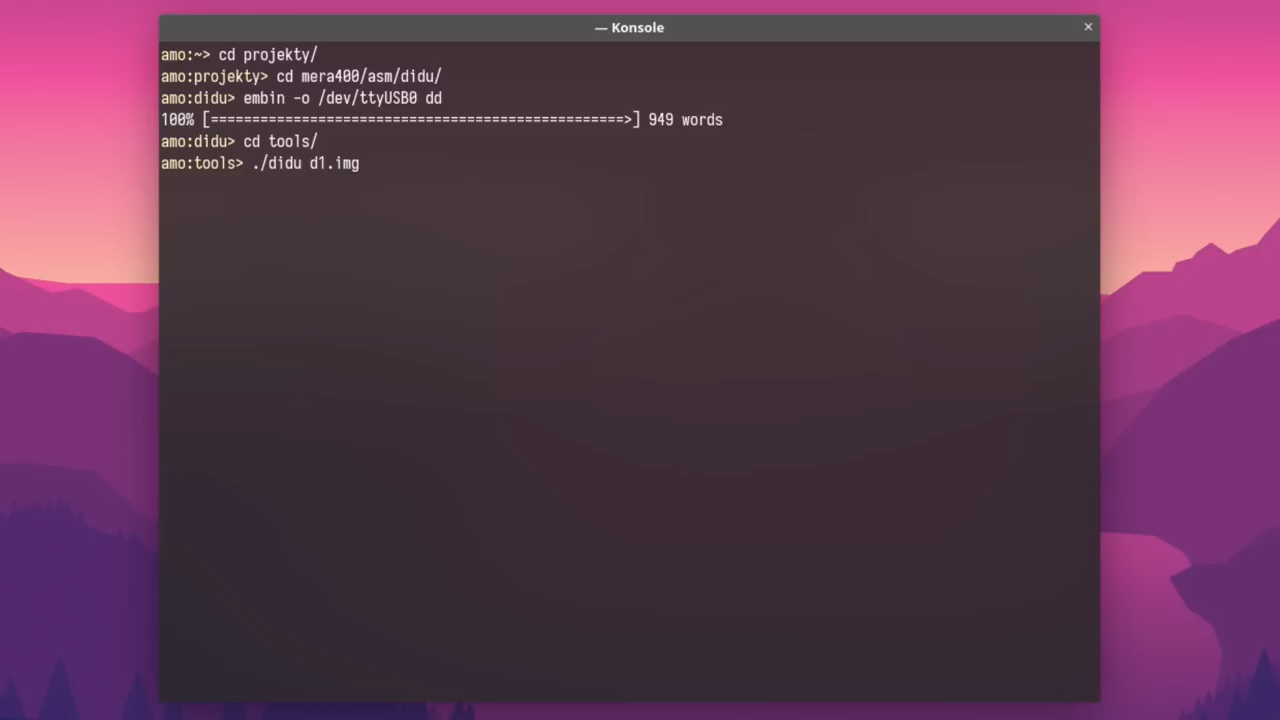 — Konsole
amo:~> cd projekty/
amo:projekty> cd mera400/asm/didu/
amo:didu> embin -o /dev/ttyUSB0 dd
100% [==================================================>] 949 words
amo:didu> cd tools/
amo:tools> ./didu d1.img